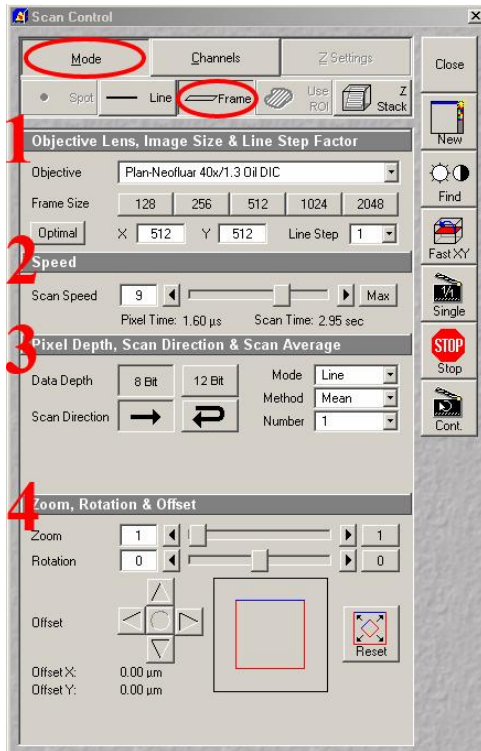 Scan Control
Mode Channels Z Settings Close
Spot Line Frame Use ROI Z Stack
New
1
Objective Lens, Image Size & Line Step Factor
Objective Plan-Neofluar 40x/1.3 Oil DIC
Find
Frame Size 128 256 512 1024 2048
Optimal X 512 Y 512 Line Step 1
Fast XY
2
Speed
Scan Speed 9 Max
1/1
Single
Pixel Time: 1.60 µs Scan Time: 2.95 sec
3
Pixel Depth, Scan Direction & Scan Average
STOP
Stop
Data Depth 8 Bit 12 Bit Mode Line
Method Mean
Scan Direction Number 1
Cont.
4
Zoom, Rotation & Offset
Zoom 1 1
Rotation 0 0
Offset
Reset
Offset X: 0.00 µm
Offset Y: 0.00 µm